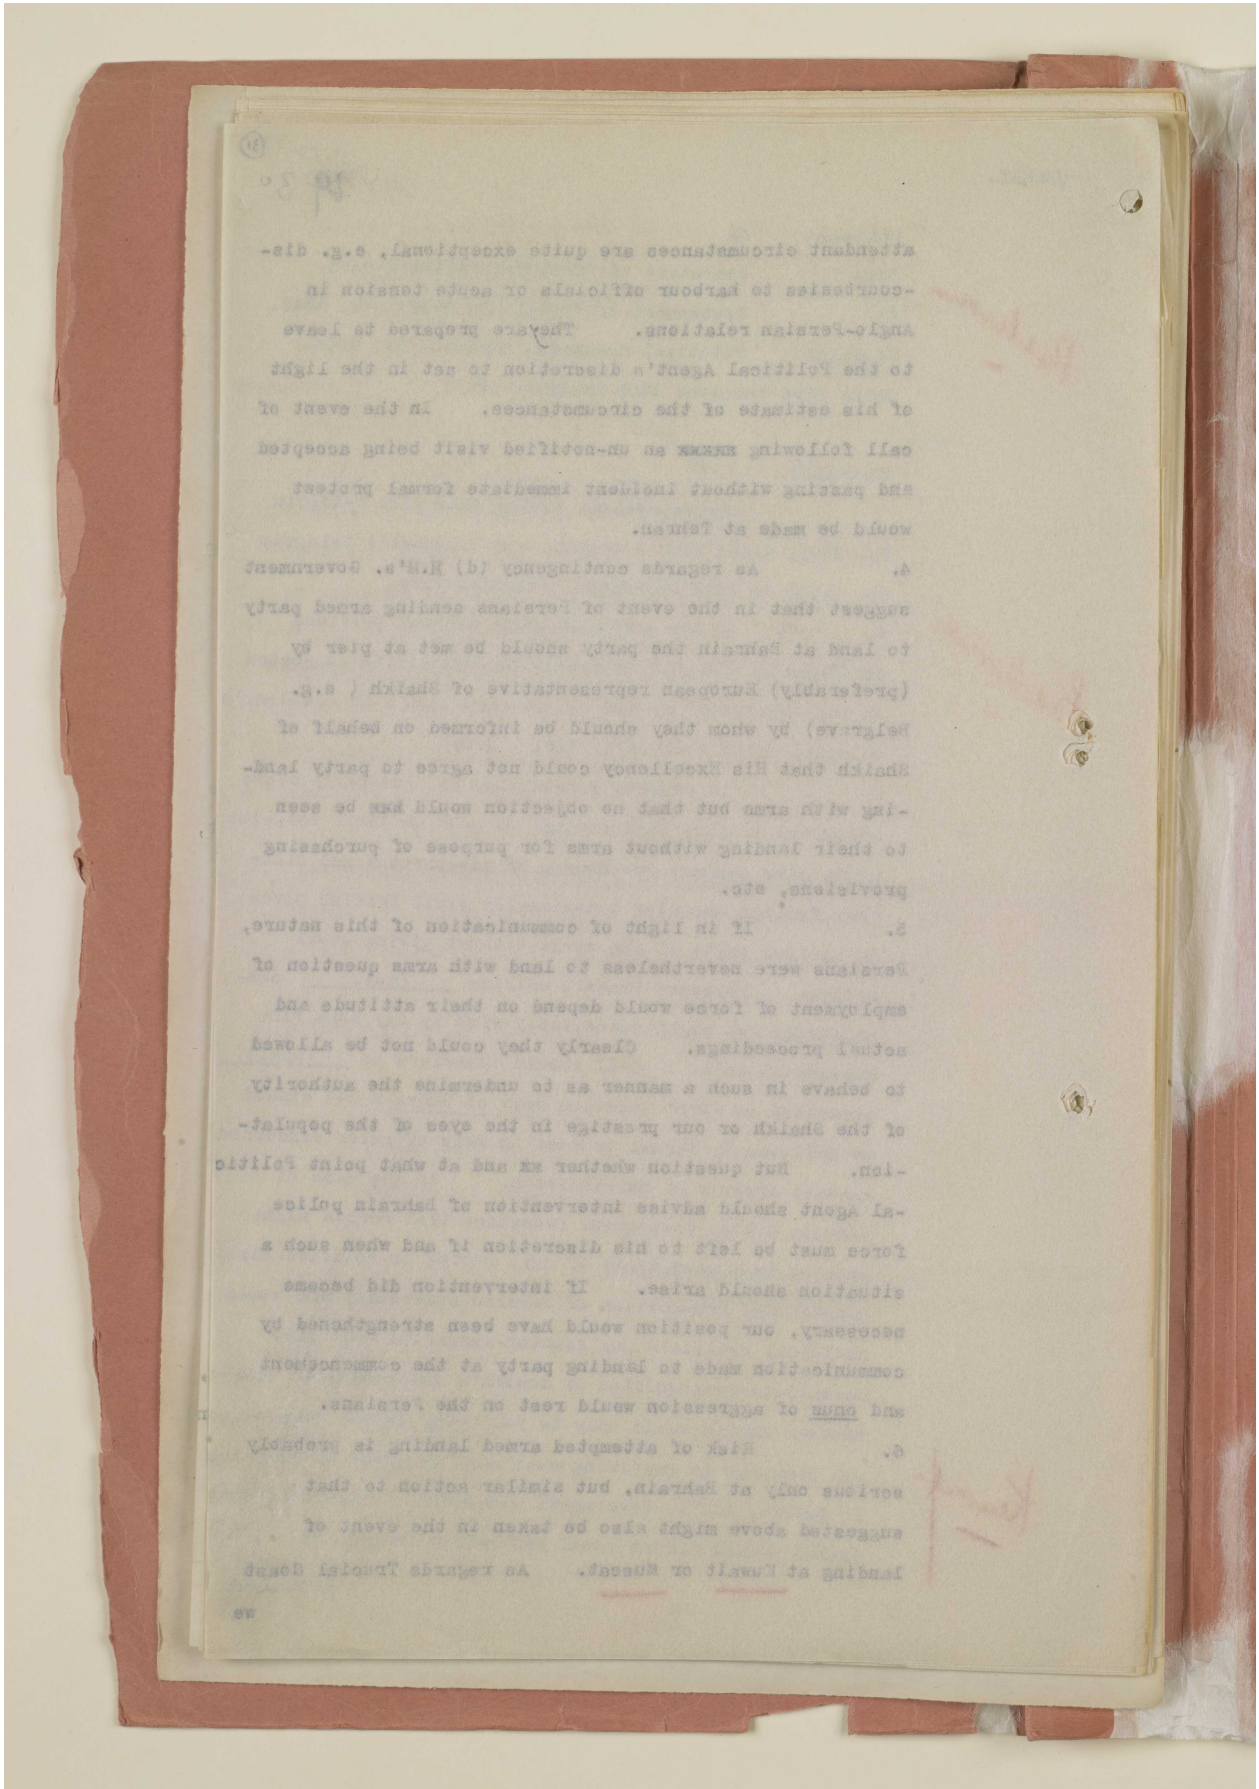 attendant circumstances are quite exceptional, e.g. dis-
-courtesies to harbour officials or acute tension in
Anglo-Persian relations. They are prepared to leave
to the Political Agent's discretion to act in the light
of his estimate of the circumstances. In the event of
call following an un-notified visit being accepted
and passing without incident immediate formal protest
would be made at Tehran.
4. As regards contingency (d) H.M's. Government
suggest that in the event of Persians sending armed party
to land at Bahrain the party should be met at pier by
(preferably) European representative of Shaikh ( e.g.
Belgrave) by whom they should be informed on behalf of
Shaikh that His Excellency could not agree to party land-
-ing with arms but that no objection would be seen
to their landing without arms for purpose of purchasing
provisions, etc.
5. If in light of communication of this nature,
Persians were nevertheless to land with arms question of
employment of force would depend on their attitude and
actual proceedings. Clearly they could not be allowed
to behave in such a manner as to undermine the authority
of the Shaikh or our prestige in the eyes of the populat-
-ion. But question whether and at what point Politic
-al Agent should advise intervention of bahrain police
force must be left to his discretion if and when such a
situation should arise. If intervention did become
necessary, our position would have been strengthened by
communication made to landing party at the commencement
and onus of aggression would rest on the Persians.
6. Risk of attempted armed landing is probably
serious only at Bahrain, but similar action to that
suggested above might also be taken in the event of
landing at Kuwait or Muscat. As regards Trucial Coast
we